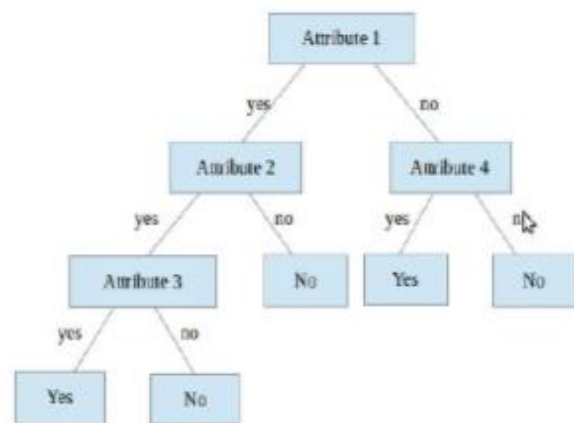 Attribute 1
yes no
Attribute 2 Attribute 4
yes no yes
Attribute 3 No Yes No
yes no
Yes No